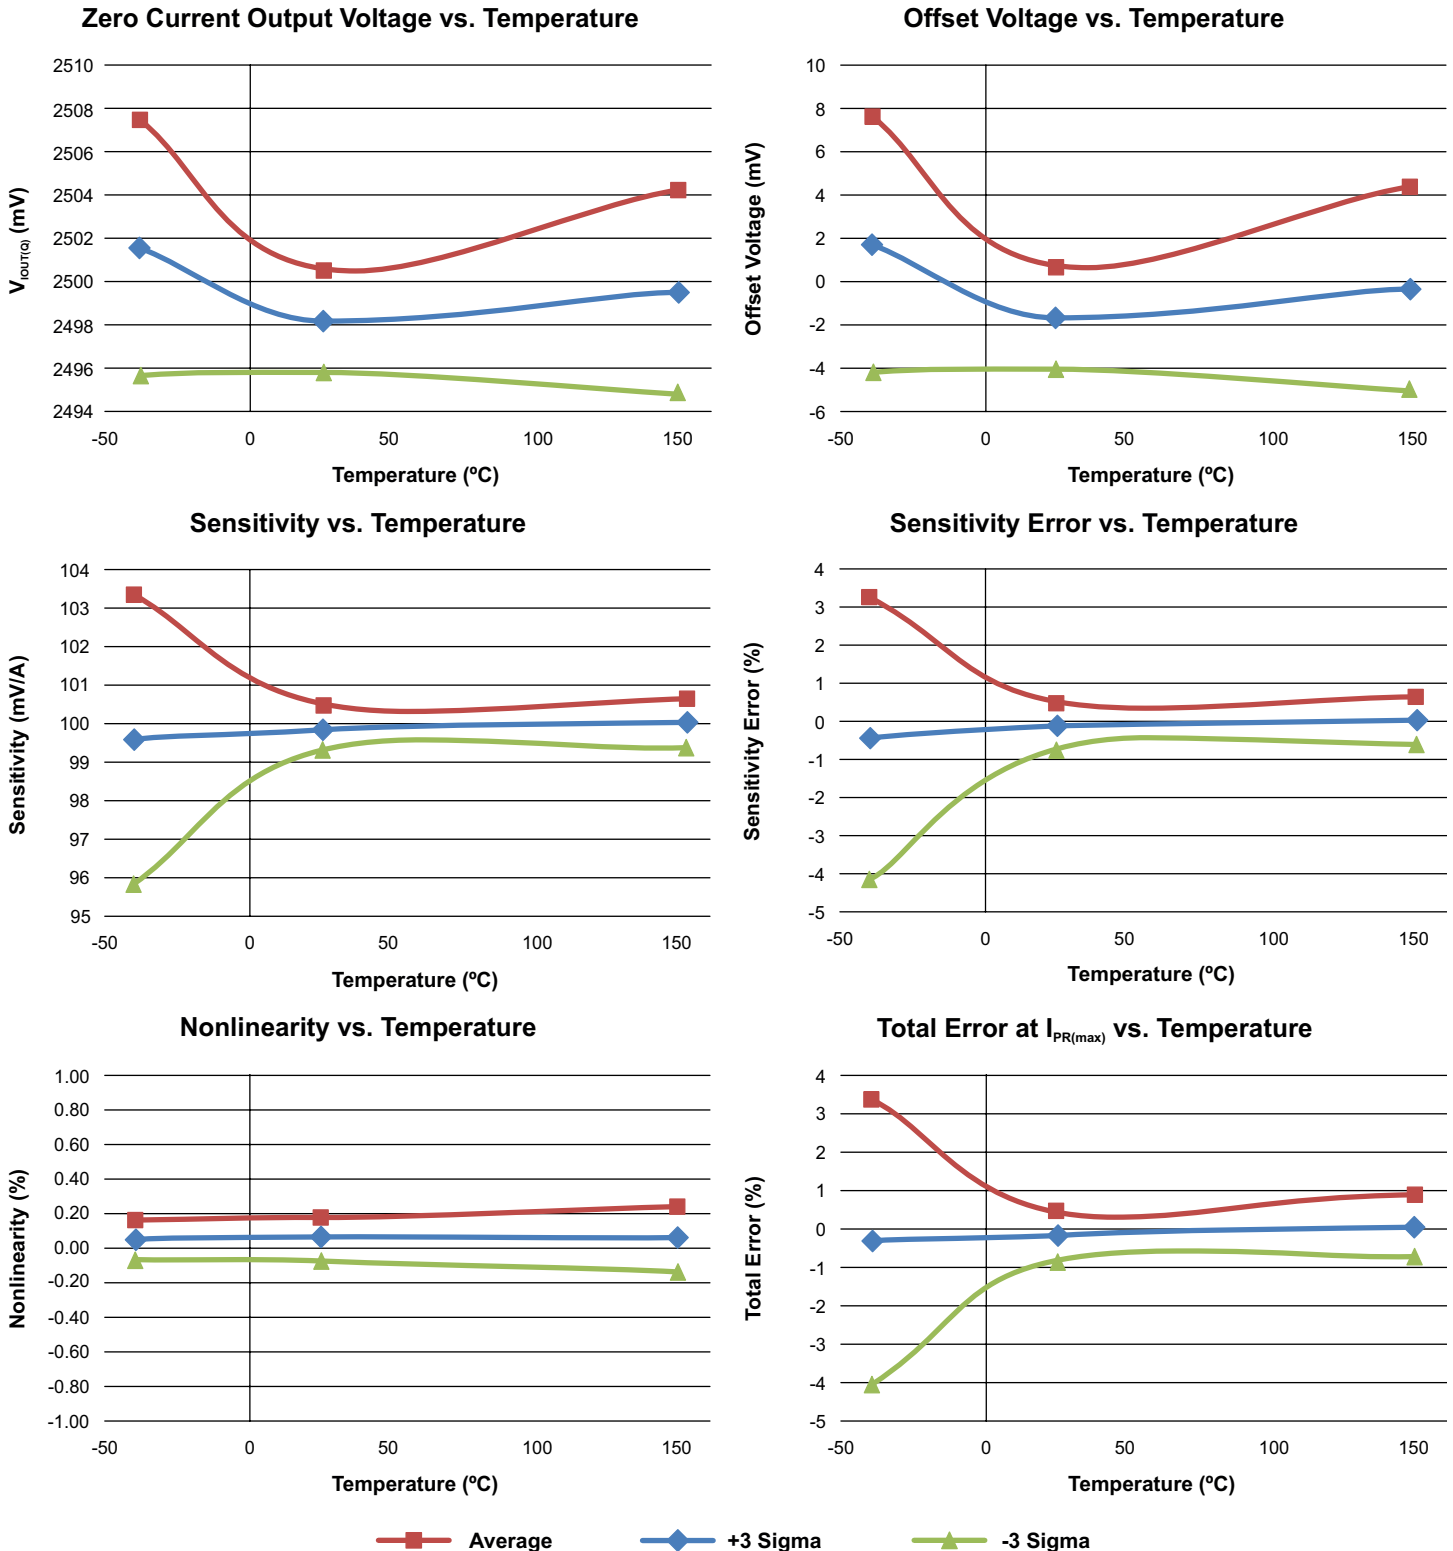 Zero Current Output Voltage vs. Temperature
2510
2508
2506
2504
2502
2500
2498
2496
2494
V_IOUT(Q) (mV)
-50 0 50 100 150
Temperature (ºC)
Offset Voltage vs. Temperature
10
8
6
4
2
0
-2
-4
-6
Offset Voltage (mV)
-50 0 50 100 150
Temperature (ºC)
Sensitivity vs. Temperature
104
103
102
101
100
99
98
97
96
95
Sensitivity (mV/A)
-50 0 50 100 150
Temperature (ºC)
Sensitivity Error vs. Temperature
4
3
2
1
0
-1
-2
-3
-4
-5
Sensitivity Error (%)
-50 0 50 100 150
Temperature (ºC)
Nonlinearity vs. Temperature
1.00
0.80
0.60
0.40
0.20
0.00
-0.20
-0.40
-0.60
-0.80
-1.00
Nonlinearity (%)
-50 0 50 100 150
Temperature (ºC)
Total Error at I_PR(max) vs. Temperature
4
3
2
1
0
-1
-2
-3
-4
-5
Total Error (%)
-50 0 50 100 150
Temperature (ºC)
Average +3 Sigma -3 Sigma